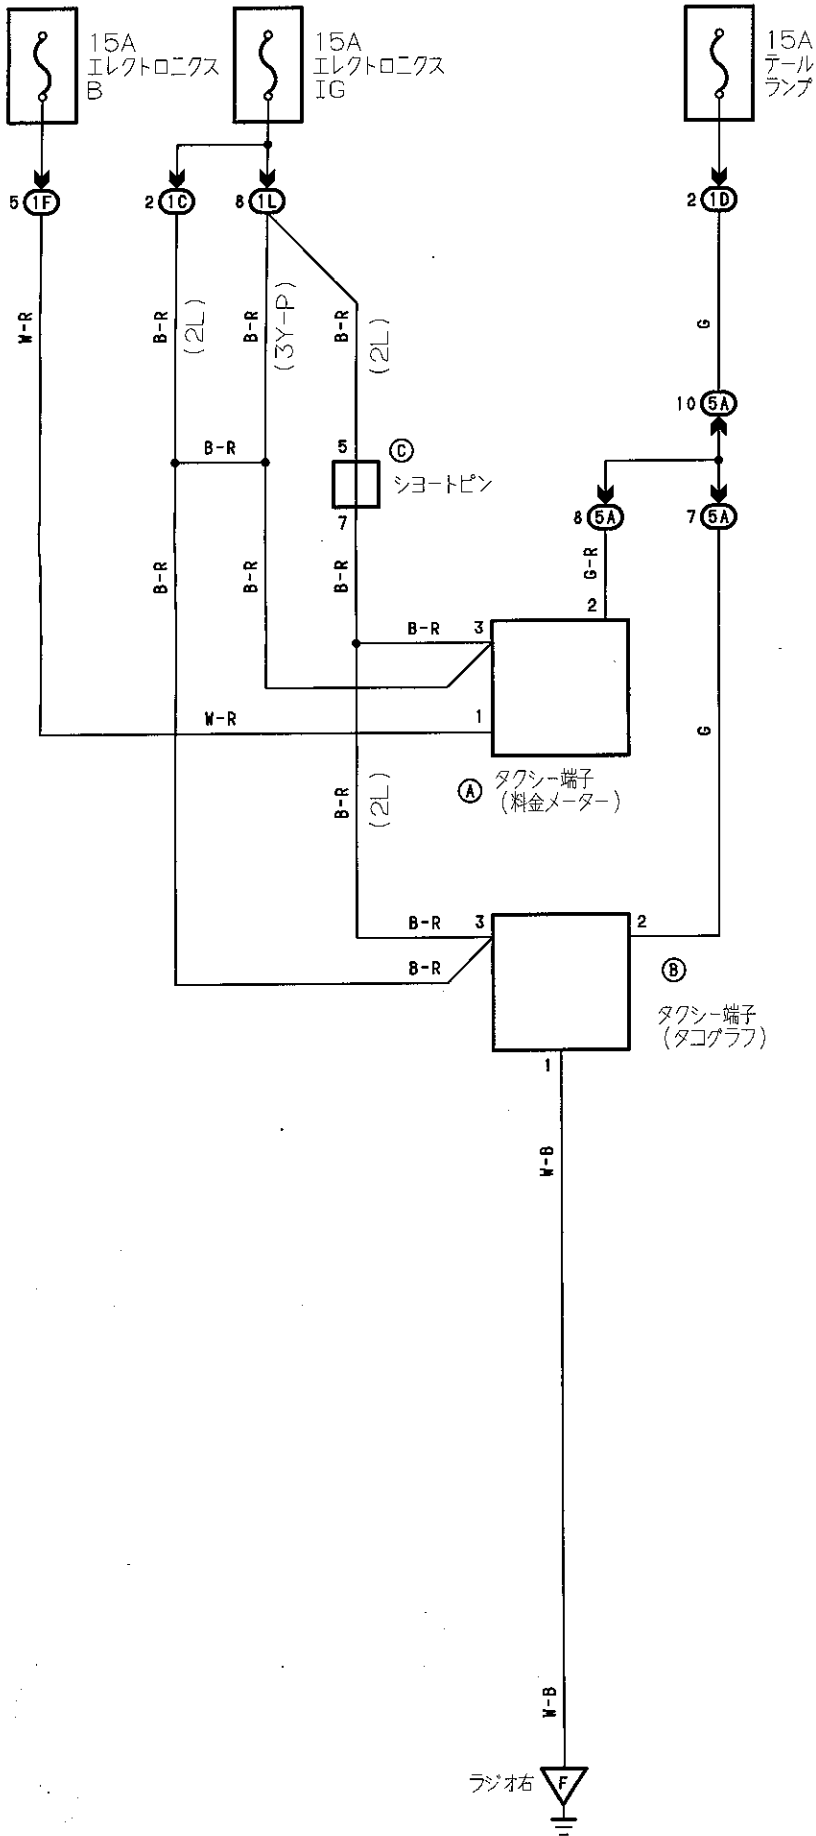 15A
エレクトロニクス
B
15A
エレクトロニクス
IG
15A
テール
ランプ
5 1F
2 1C
8 1L
2 1D
W-R
B-R
(2L)
B-R
(3Y-P)
B-R
(2L)
G
10 5A
B-R
5
C
ショートピン
7
8 5A
7 5A
B-R
B-R
B-R
G-R
2
B-R
3
W-R
1
G
A
タクシー端子
(料金メーター)
B-R
(2L)
B-R
3
2
B-R
B
タクシー端子
(タコグラフ)
1
W-B
W-B
ラジオ右
F